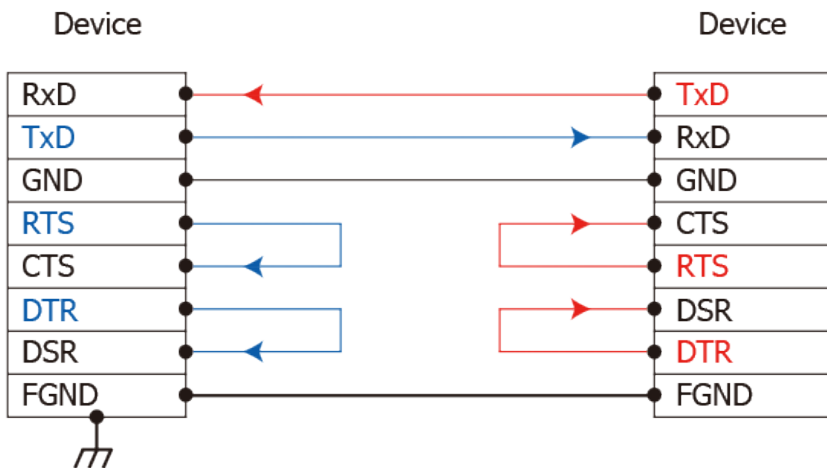 Device Device
RxD TxD
TxD RxD
GND GND
RTS CTS
CTS RTS
DTR DSR
DSR DTR
FGND FGND